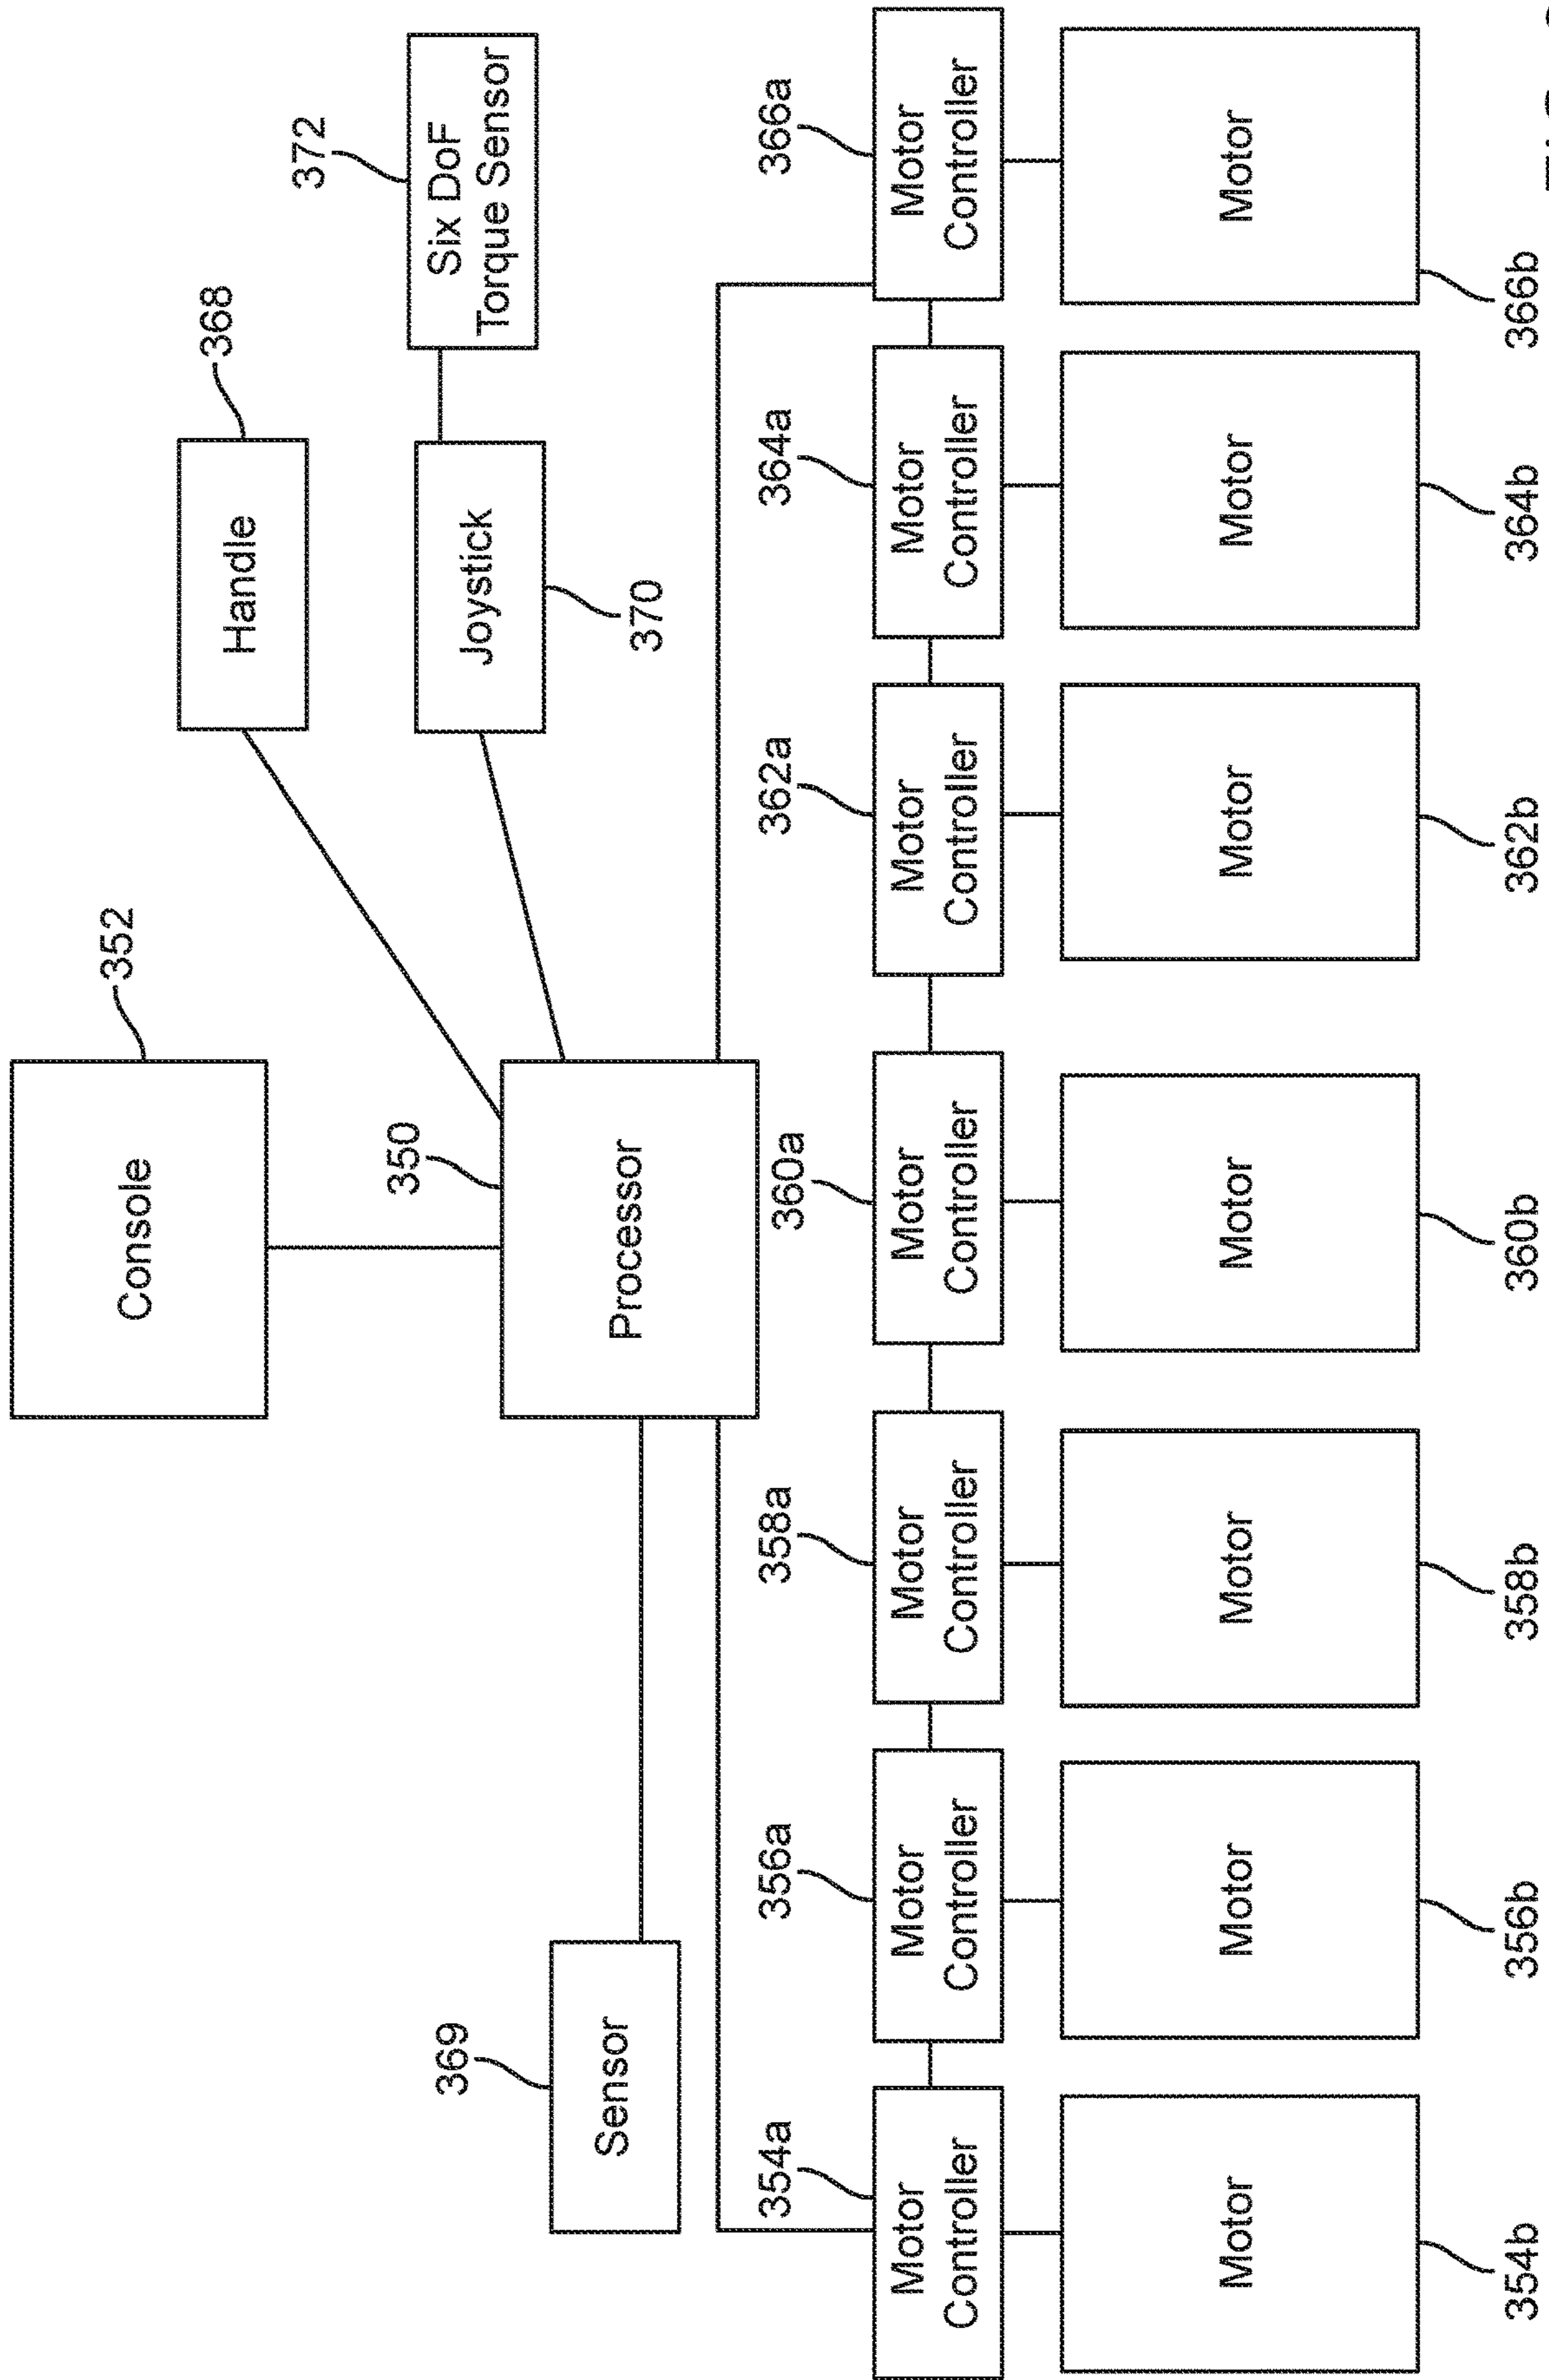 352
Console
368
Handle
372
Six DoF
Torque Sensor
350
Processor
Joystick
370
369
Sensor
354a
Motor
Controller
356a
Motor
Controller
358a
Motor
Controller
360a
Motor
Controller
362a
Motor
Controller
364a
Motor
Controller
366a
Motor
Controller
Motor
Motor
Motor
Motor
Motor
Motor
Motor
354b
356b
358b
360b
362b
364b
366b